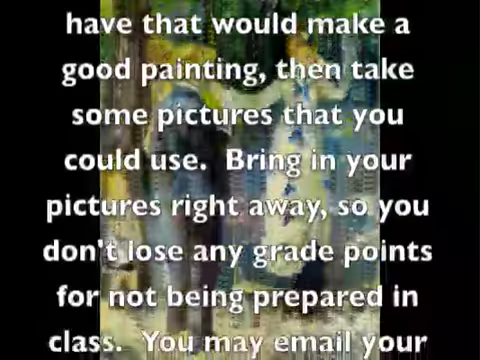 have that would make a
good painting, then take
some pictures that you
could use.  Bring in your
pictures right away, so you
don't lose any grade points
for not being prepared in
class.  You may email your